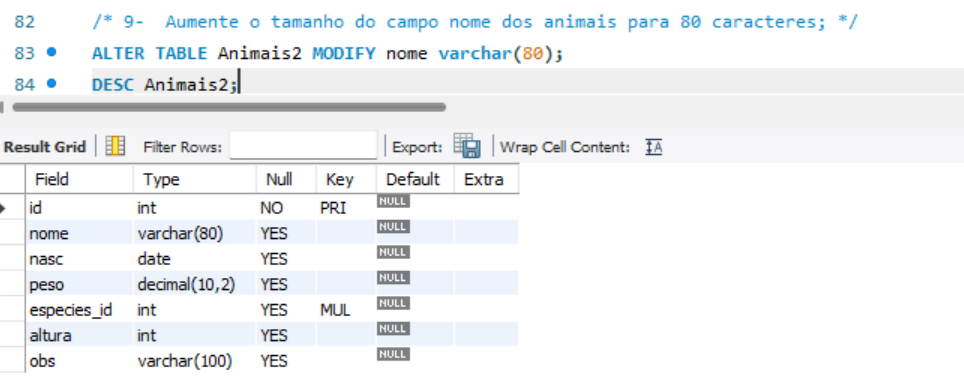 82 /* 9- Aumente o tamanho do campo nome dos animais para 80 caracteres; */
83 ALTER TABLE Animais2 MODIFY nome varchar(80);
84 DESC Animais2;
Result Grid Filter Rows: Export: Wrap Cell Content: IA
Field Type Null Key Default Extra
id int NO PRI NULL
nome varchar(80) YES NULL
nasc date YES NULL
peso decimal(10,2) YES NULL
especies_id int YES MUL NULL
altura int YES NULL
obs varchar(100) YES NULL